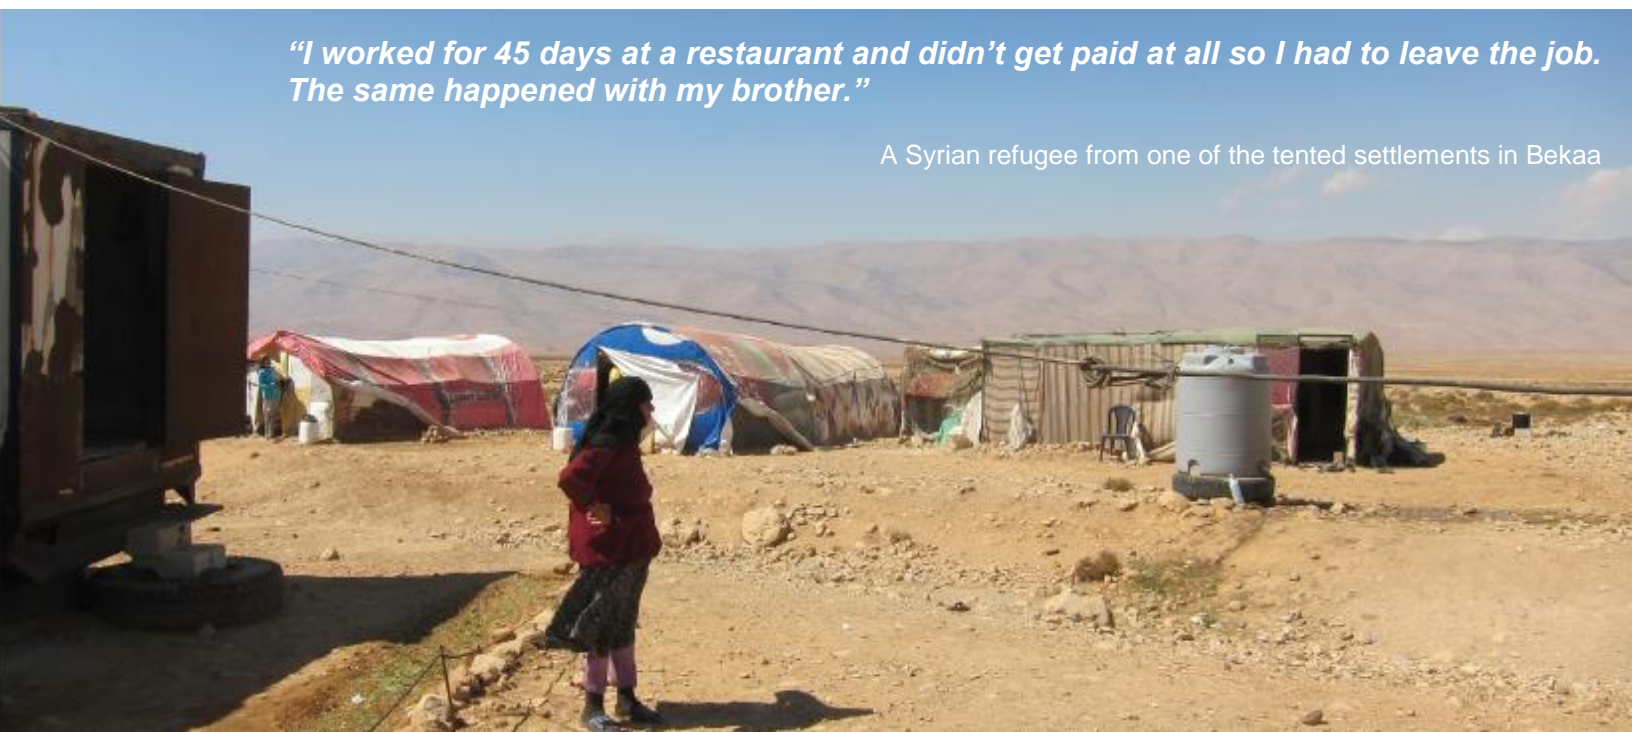 “I worked for 45 days at a restaurant and didn’t get paid at all so I had to leave the job.
The same happened with my brother.”
A Syrian refugee from one of the tented settlements in Bekaa